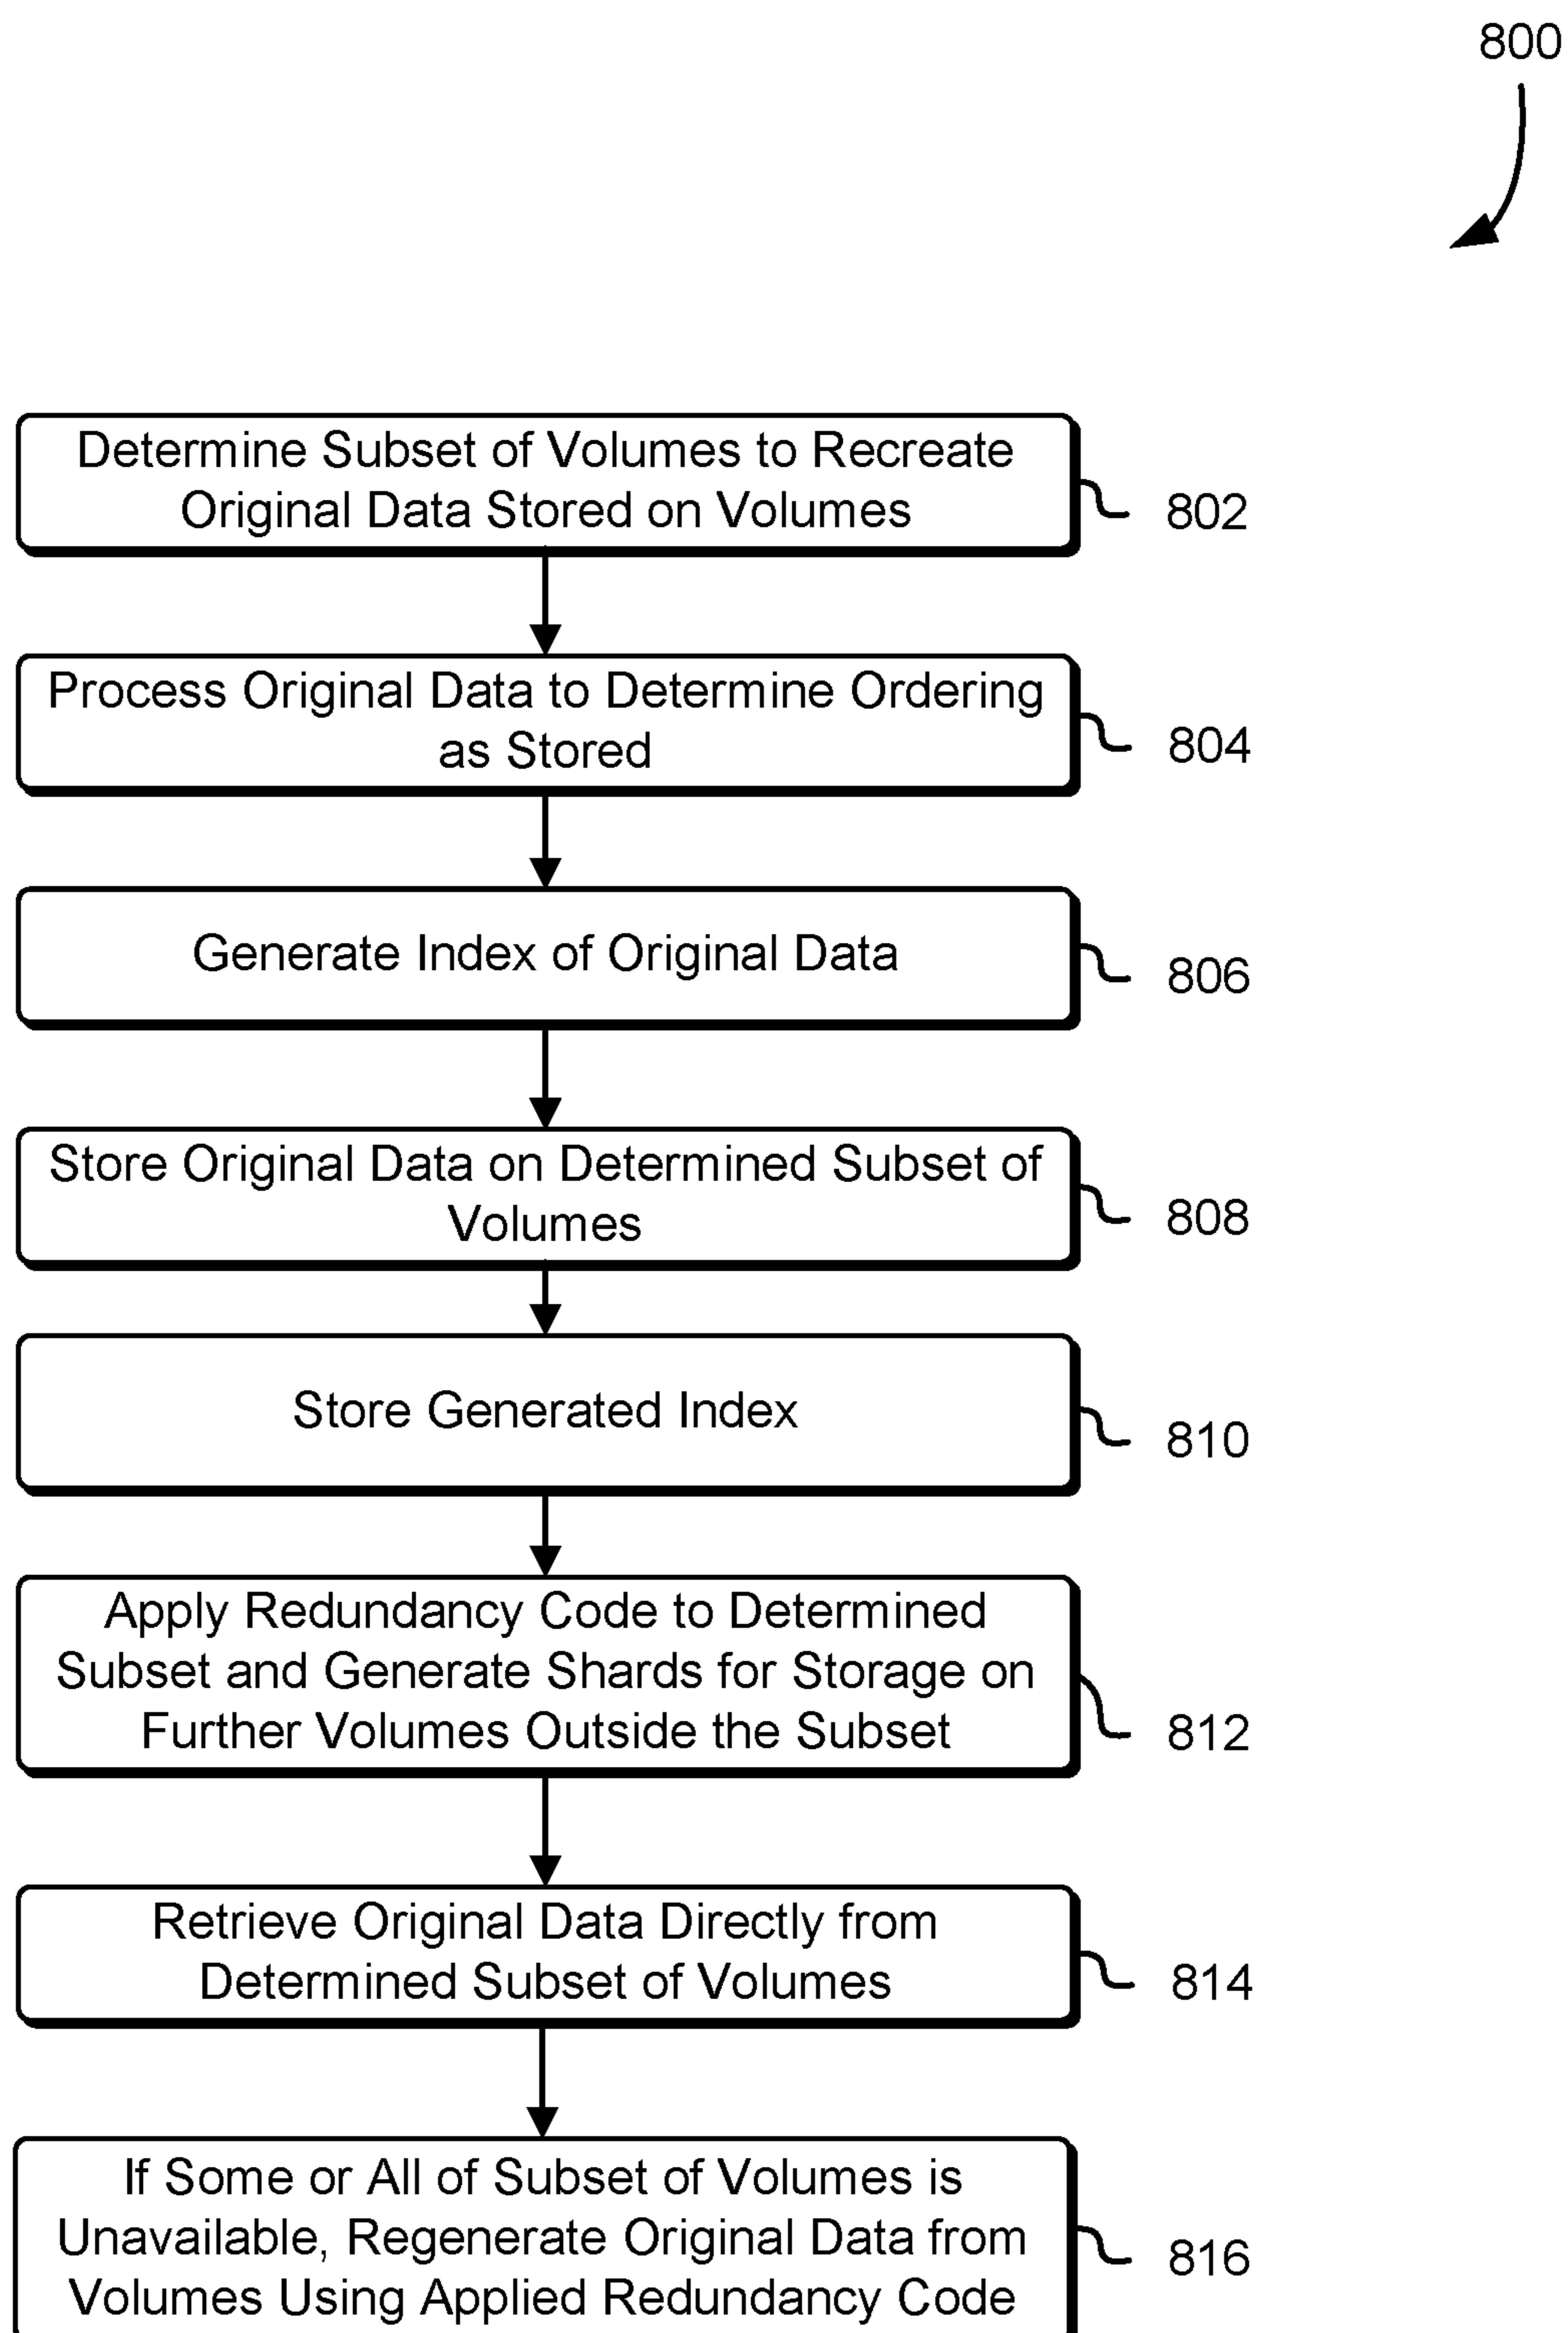 800
Determine Subset of Volumes to Recreate
Original Data Stored on Volumes
802
Process Original Data to Determine Ordering
as Stored
804
Generate Index of Original Data
806
Store Original Data on Determined Subset of
Volumes
808
Store Generated Index
810
Apply Redundancy Code to Determined
Subset and Generate Shards for Storage on
Further Volumes Outside the Subset
812
Retrieve Original Data Directly from
Determined Subset of Volumes
814
If Some or All of Subset of Volumes is
Unavailable, Regenerate Original Data from
Volumes Using Applied Redundancy Code
816